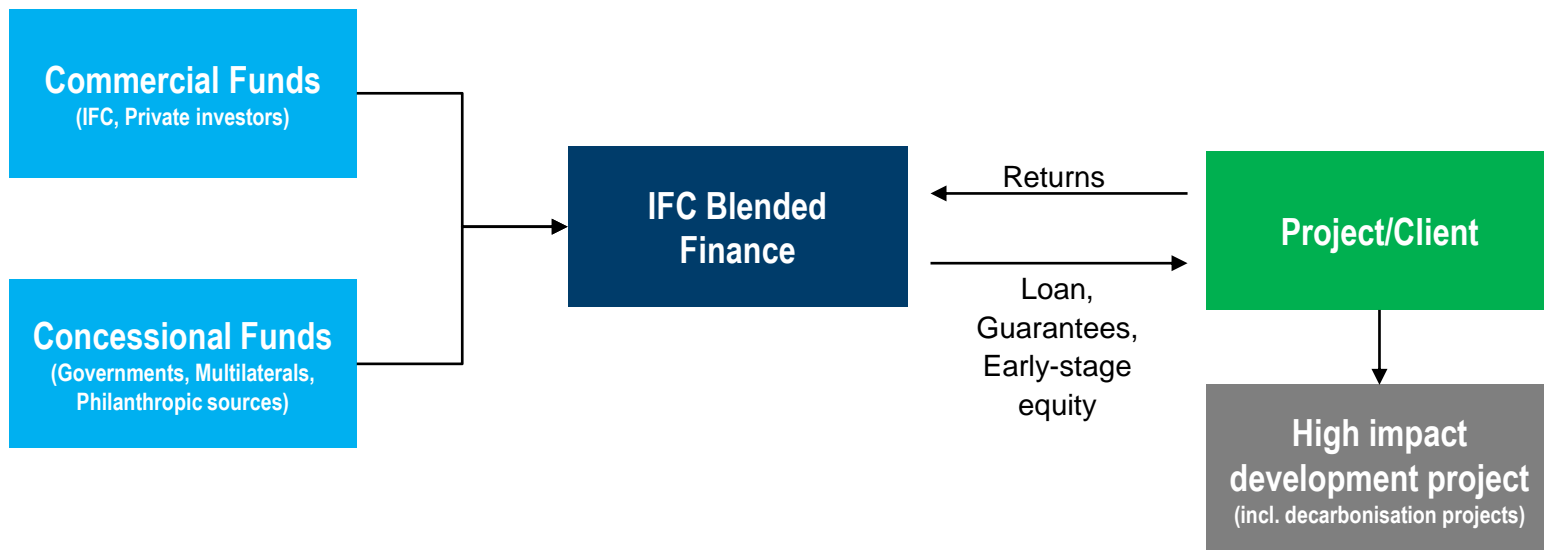 Commercial Funds
(IFC, Private investors)
Concessional Funds
(Governments, Multilaterals,
Philanthropic sources)
IFC Blended
Finance
Returns
Loan,
Guarantees,
Early-stage
equity
Project/Client
High impact
development project
(incl. decarbonisation projects)